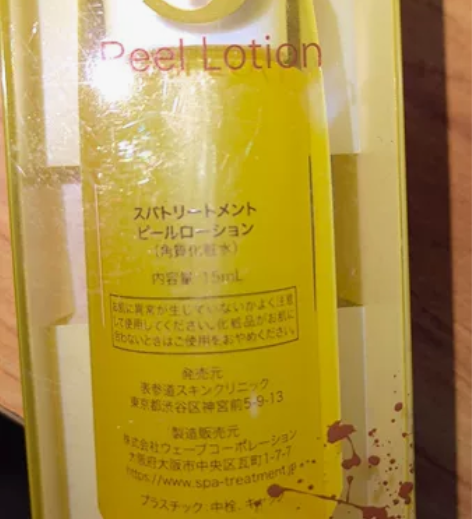 Peel Lotion
スパトリートメント
ピールローション
(角質化粧水)
内容量 15mL
お肌に異常が生じていないかよく注意
して使用してください。化粧品がお肌に
合わないときはご使用をおやめください。
発売元
表参道スキンクリニック
東京都渋谷区神宮前5-9-13
製造販売元
株式会社ウェーブコーポレーション
大阪府大阪市中央区瓦町1-7-7
https://www.spa-treatment.jp
プラスチック:中栓、